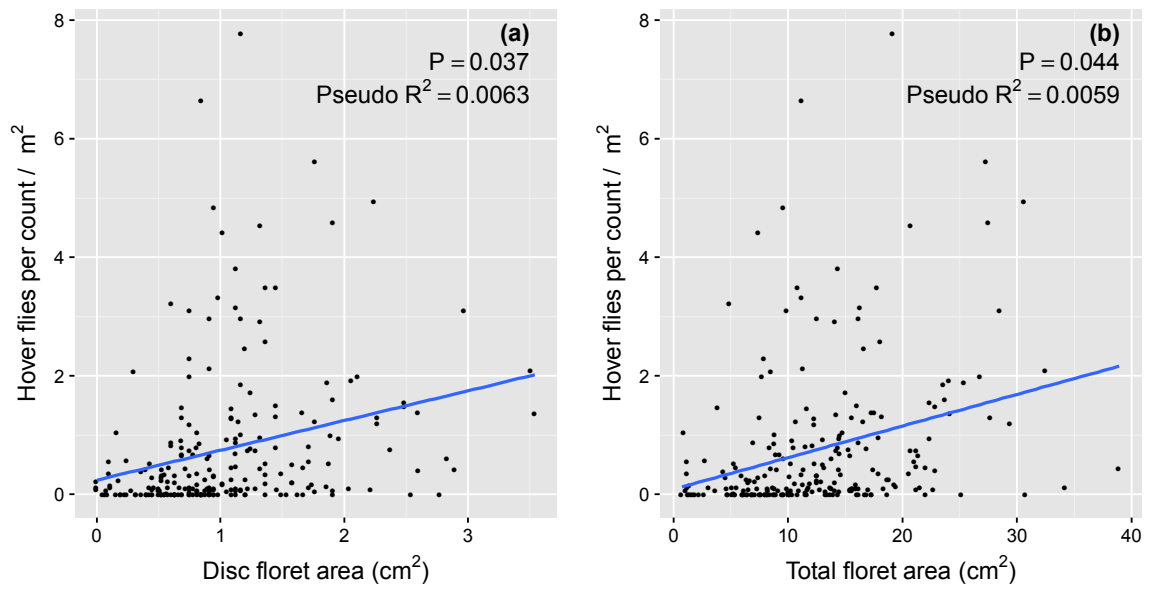 (a)
P = 0.037
Pseudo R² = 0.0063
8
6
4
2
0
Hover flies per count / m²
0 1 2 3
Disc floret area (cm²)
(b)
P = 0.044
Pseudo R² = 0.0059
8
6
4
2
0
Hover flies per count / m²
0 10 20 30 40
Total floret area (cm²)